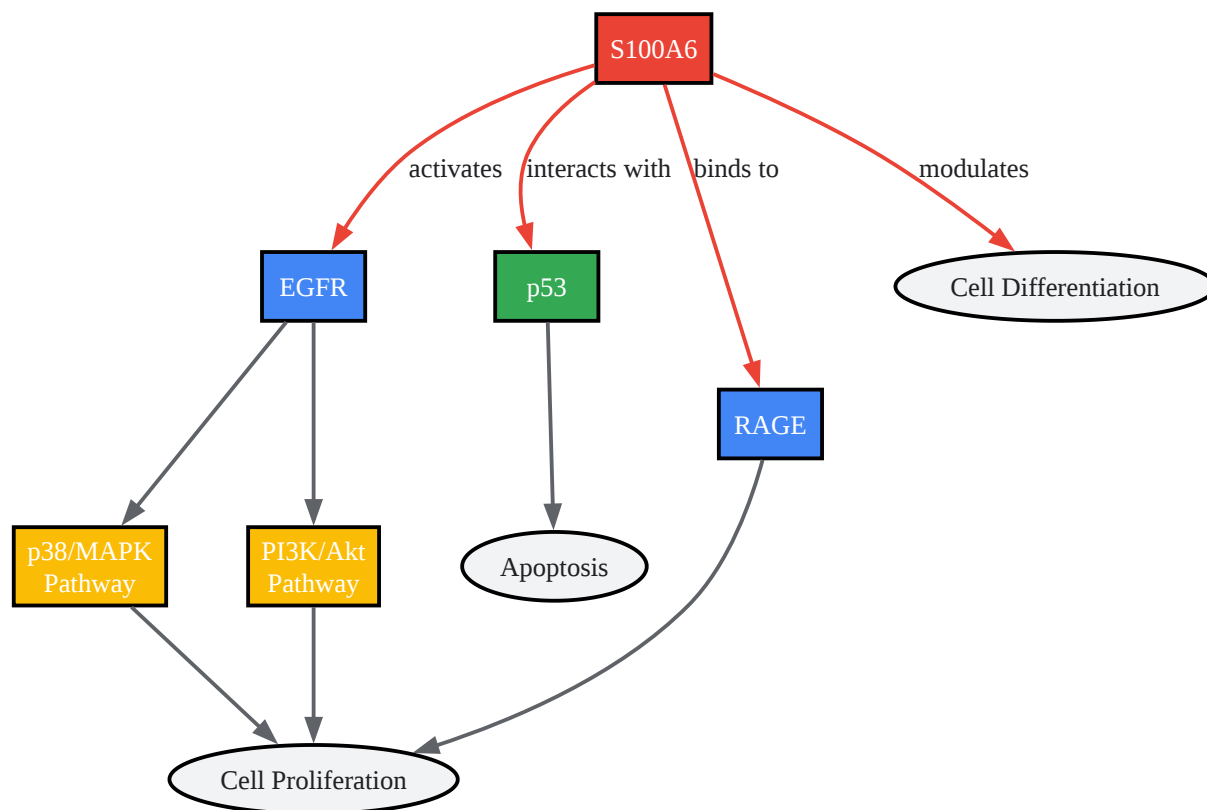 S100A6
activates
interacts with
binds to
modulates
EGFR
p53
Cell Differentiation
RAGE
p38/MAPK
Pathway
PI3K/Akt
Pathway
Apoptosis
Cell Proliferation